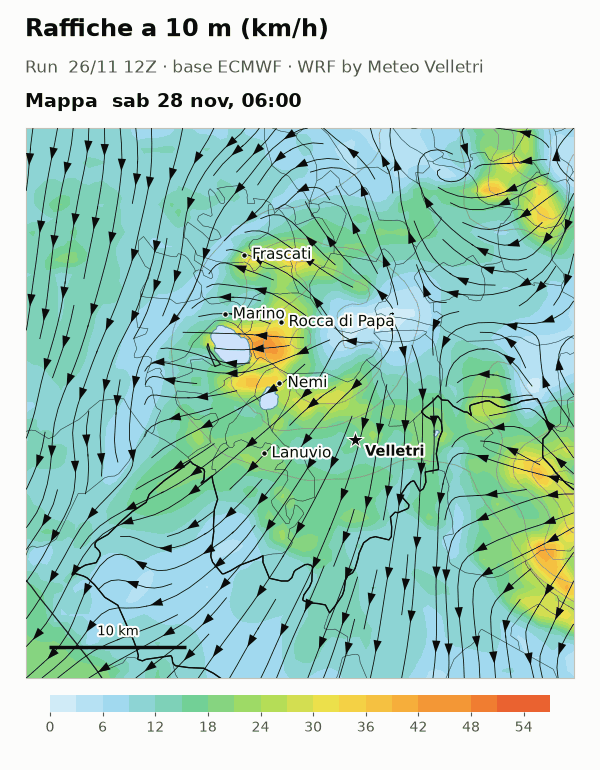 Raffiche a 10 m (km/h)
Run  26/11 12Z · base ECMWF · WRF by Meteo Velletri
Mappa  sab 28 nov, 06:00
Frascati
Marino
Rocca di Papa
Nemi
Velletri
Lanuvio
10 km
0 6 12 18 24 30 36 42 48 54